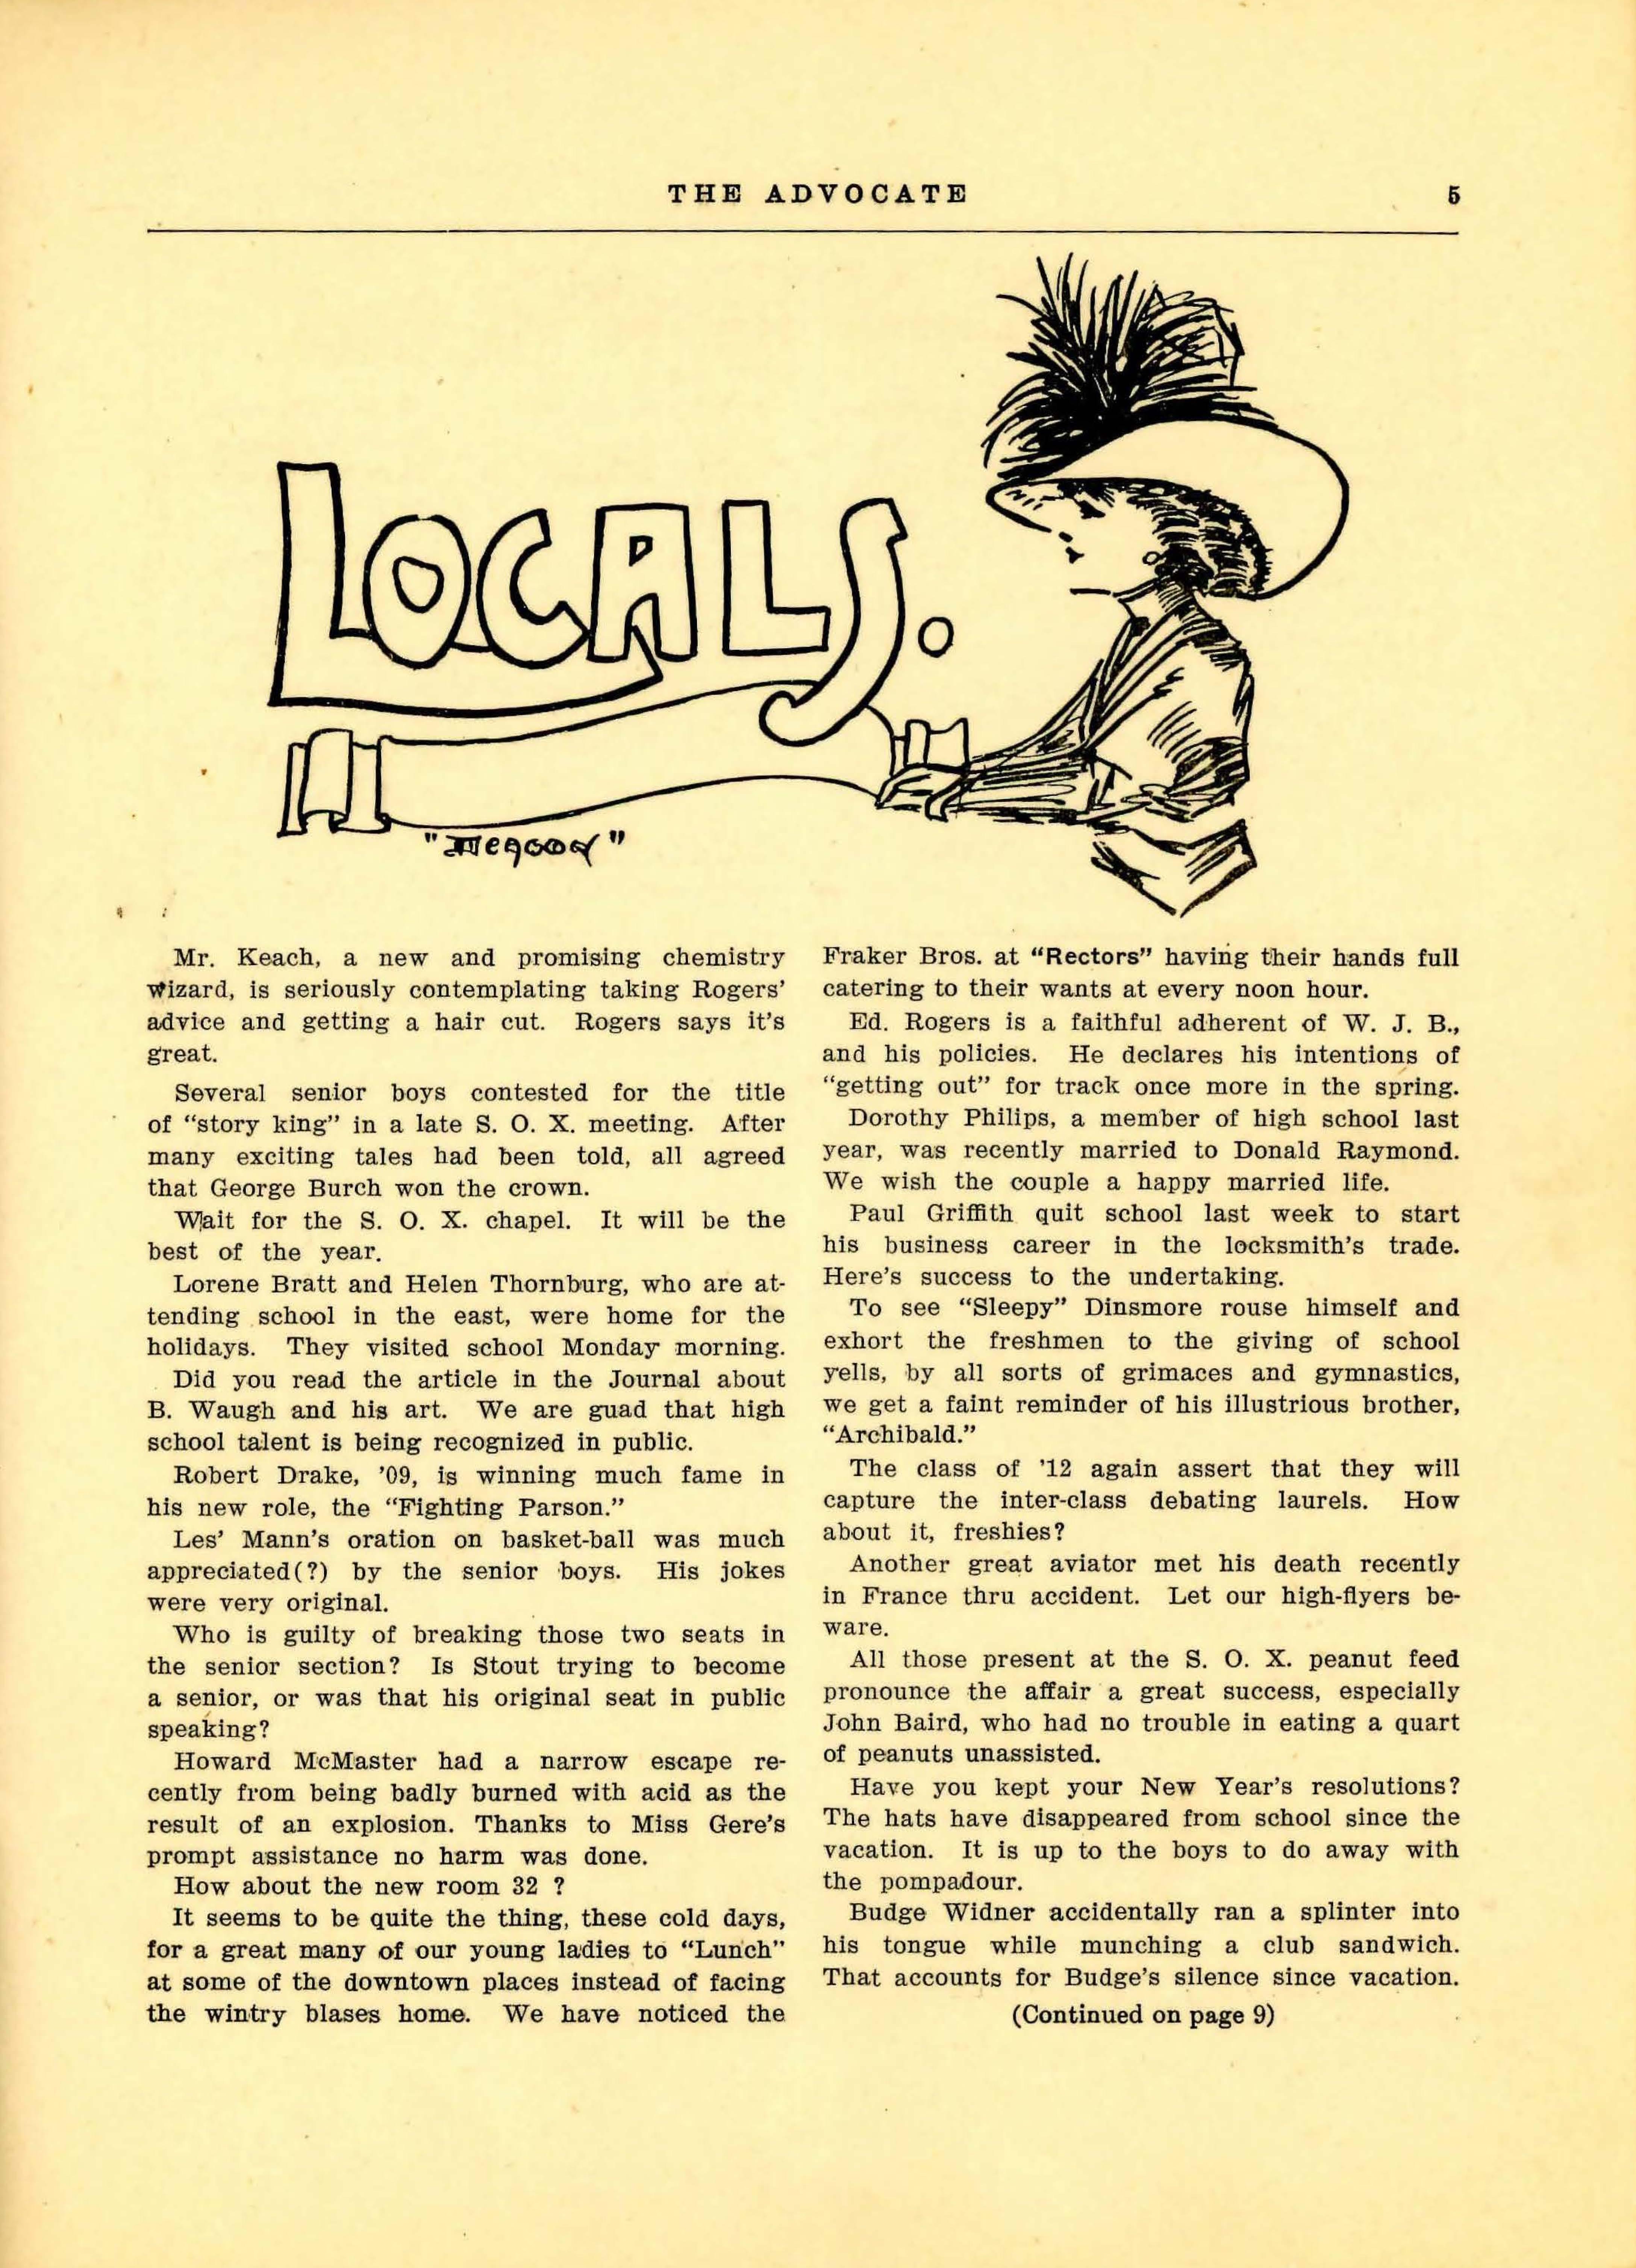 THE ADVOCATE 5
LOCALS.
Mr. Keach, a new and promising chemistry
wizard, is seriously contemplating taking Rogers'
advice and getting a hair cut. Rogers says it's
great.
Several senior boys contested for the title
of "story king" in a late S. O. X. meeting. After
many exciting tales had been told, all agreed
that George Burch won the crown.
Wait for the S. O. X. chapel. It will be the
best of the year.
Lorene Bratt and Helen Thornburg, who are at-
tending school in the east, were home for the
holidays. They visited school Monday morning.
Did you read the article in the Journal about
B. Waugh and his art. We are guad that high
school talent is being recognized in public.
Robert Drake, '09, is winning much fame in
his new role, the "Fighting Parson."
Les' Mann's oration on basket-ball was much
appreciated(?) by the senior boys. His jokes
were very original.
Who is guilty of breaking those two seats in
the senior section? Is Stout trying to become
a senior, or was that his original seat in public
speaking?
Howard McMaster had a narrow escape re-
cently from being badly burned with acid as the
result of an explosion. Thanks to Miss Gere's
prompt assistance no harm was done.
How about the new room 32 ?
It seems to be quite the thing, these cold days,
for a great many of our young ladies to "Lunch"
at some of the downtown places instead of facing
the wintry blases home. We have noticed the
Fraker Bros. at "Rectors" having their hands full
catering to their wants at every noon hour.
Ed. Rogers is a faithful adherent of W. J. B.,
and his policies. He declares his intentions of
"getting out" for track once more in the spring.
Dorothy Philips, a member of high school last
year, was recently married to Donald Raymond.
We wish the couple a happy married life.
Paul Griffith quit school last week to start
his business career in the locksmith's trade.
Here's success to the undertaking.
To see "Sleepy" Dinsmore rouse himself and
exhort the freshmen to the giving of school
yells, by all sorts of grimaces and gymnastics,
we get a faint reminder of his illustrious brother,
"Archibald."
The class of '12 again assert that they will
capture the inter-class debating laurels. How
about it, freshies?
Another great aviator met his death recently
in France thru accident. Let our high-flyers be-
ware.
All those present at the S. O. X. peanut feed
pronounce the affair a great success, especially
John Baird, who had no trouble in eating a quart
of peanuts unassisted.
Have you kept your New Year's resolutions?
The hats have disappeared from school since the
vacation. It is up to the boys to do away with
the pompadour.
Budge Widner accidentally ran a splinter into
his tongue while munching a club sandwich.
That accounts for Budge's silence since vacation.
(Continued on page 9)